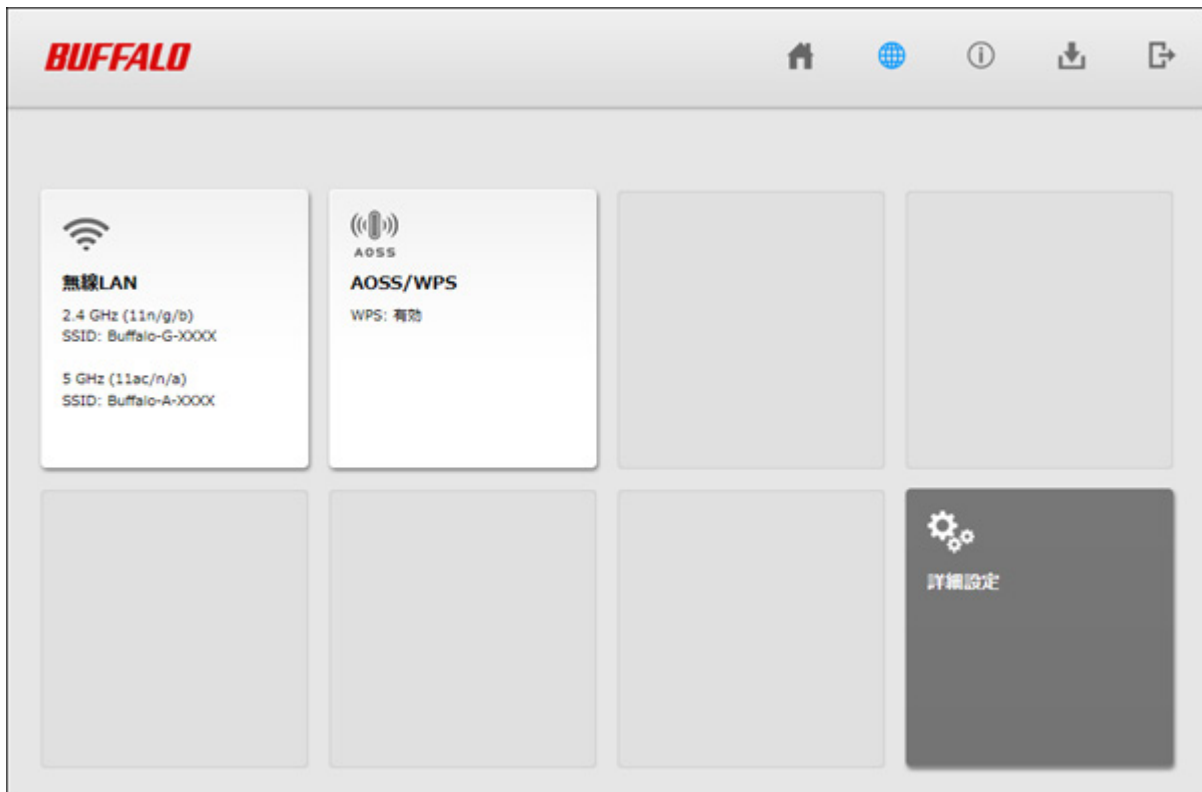 BUFFALO
無線LAN
2.4 GHz (11n/g/b)
SSID: Buffalo-G-XXXX
5 GHz (11ac/n/a)
SSID: Buffalo-A-XXXX
AOSS
AOSS/WPS
WPS: 有効
詳細設定